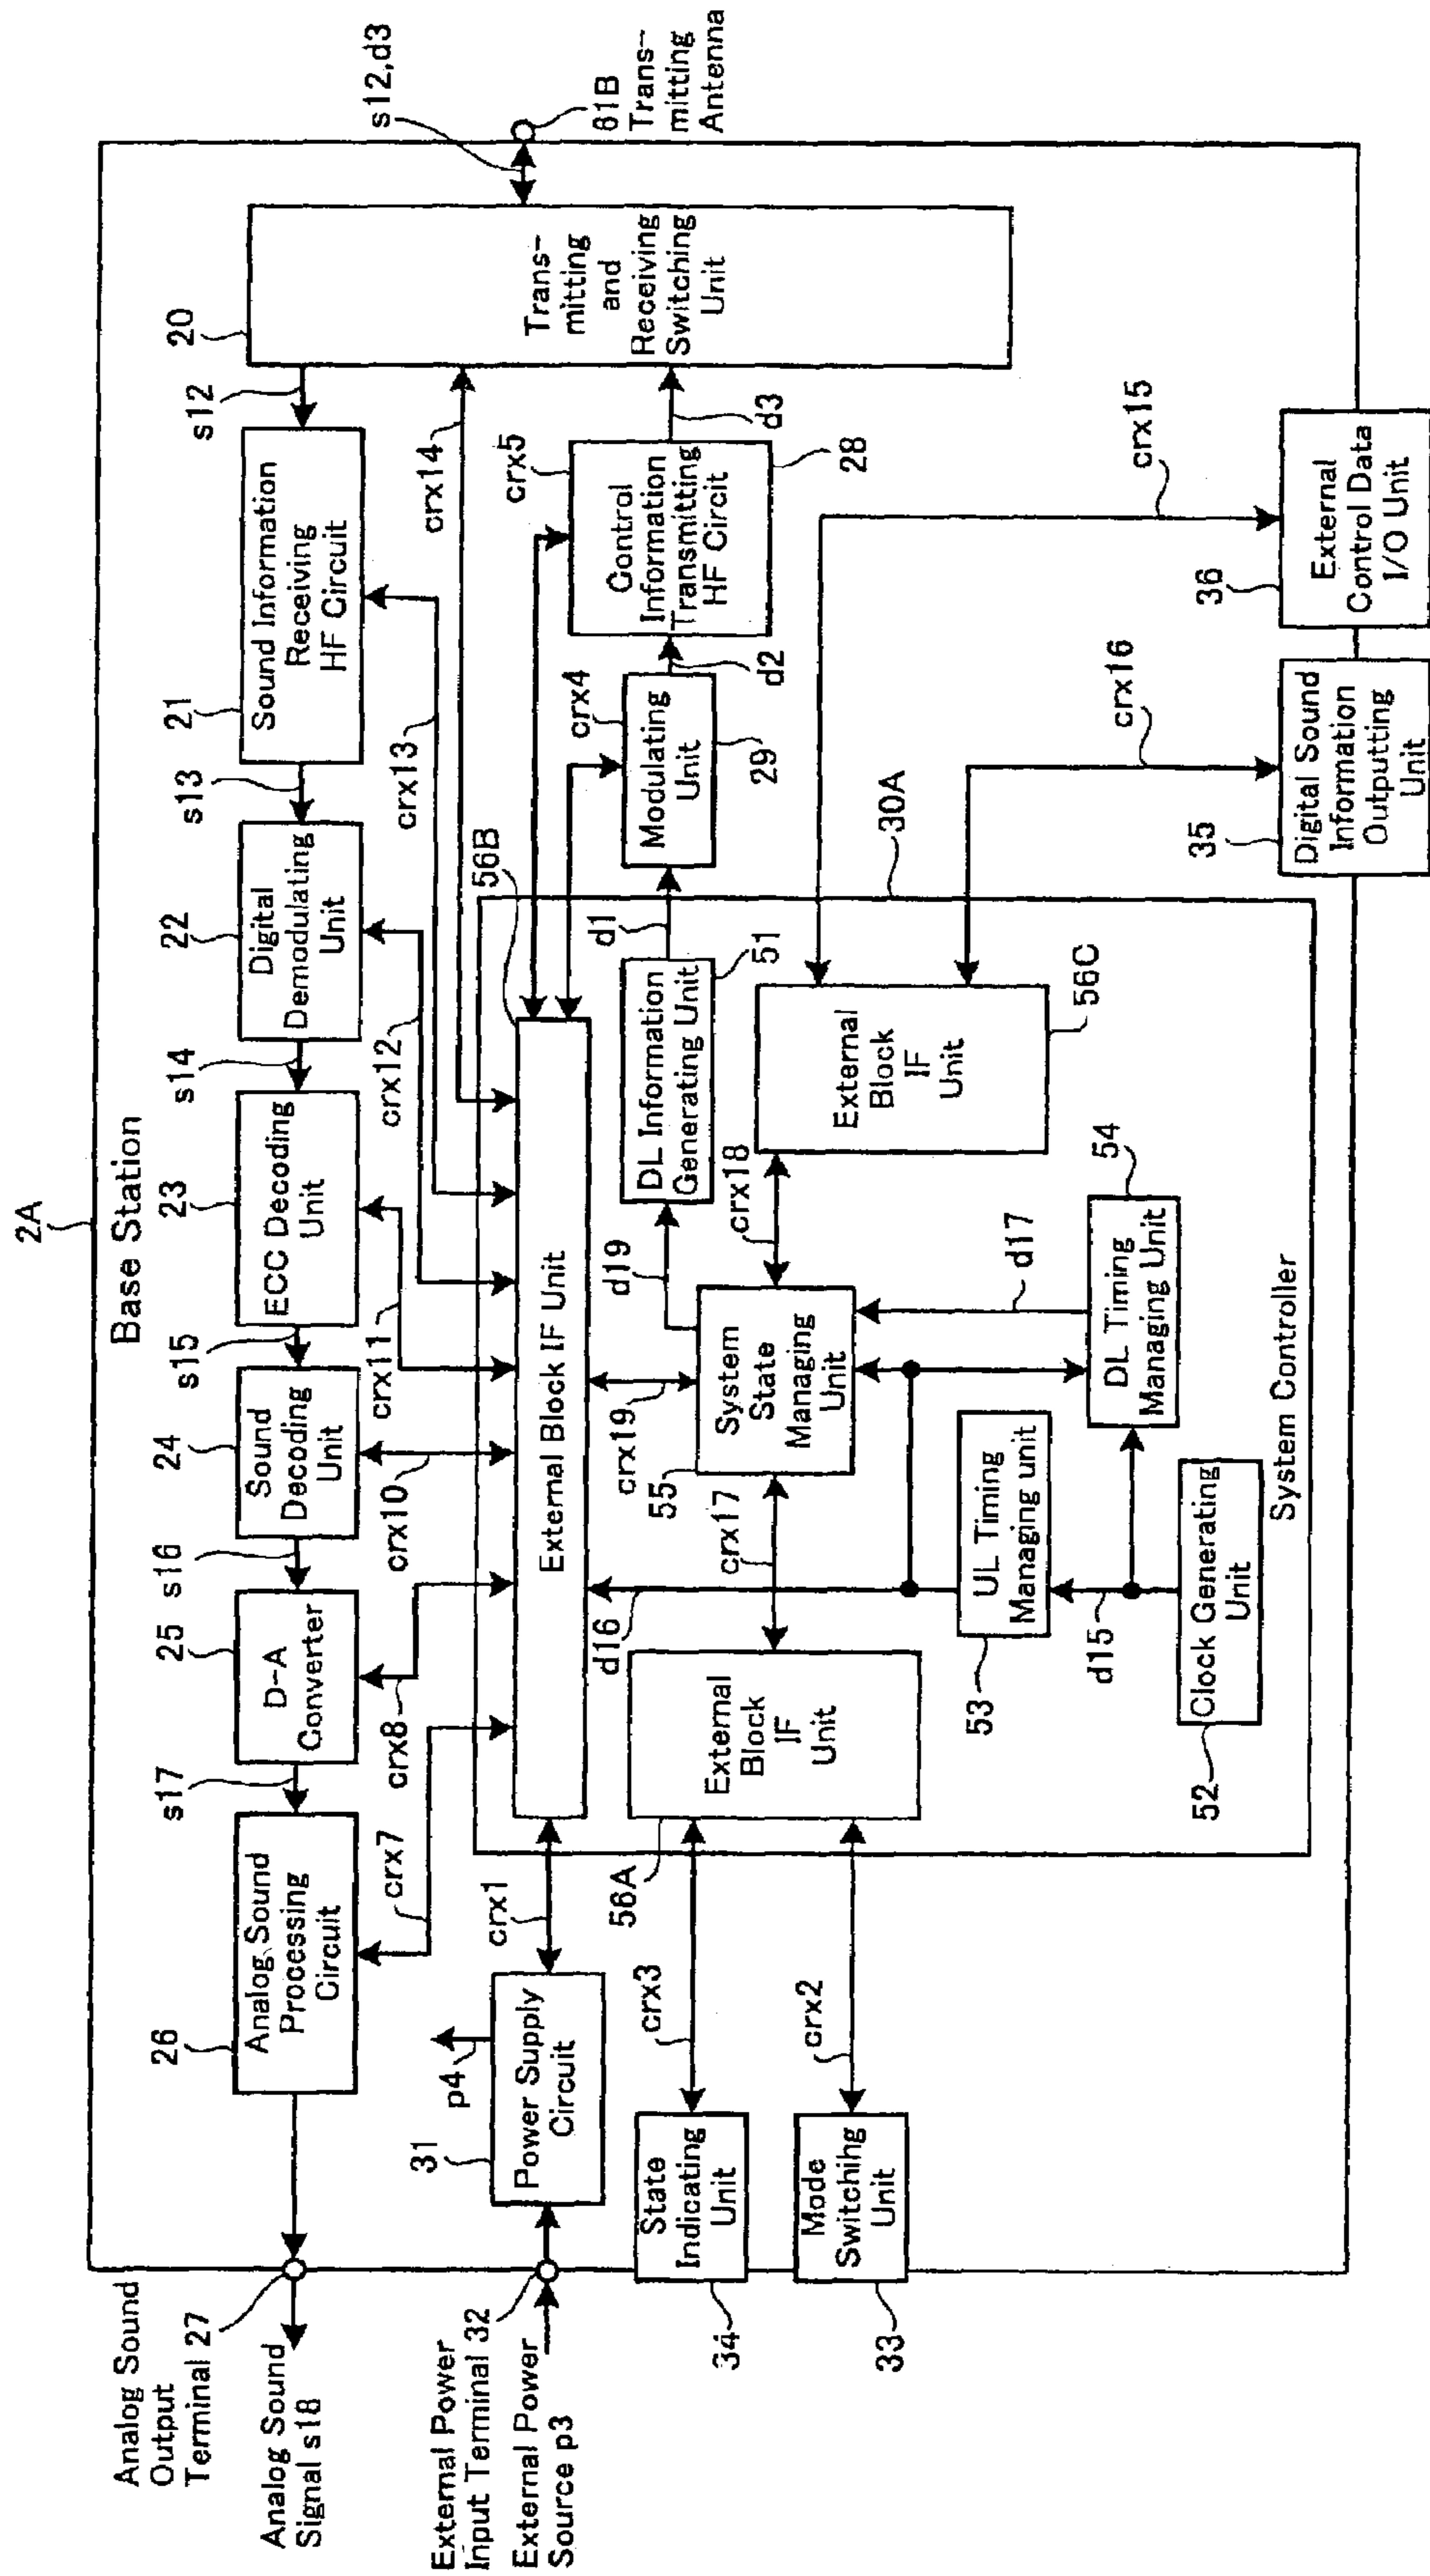 2A
Base Station
Analog Sound
Output
Terminal 27
Analog Sound
Signal s18
26
Analog Sound
Processing
Circuit
s17
25
D-A
Converter
s16
24
Sound
Decoding
Unit
s15
23
ECC Decoding
Unit
s14
22
Digital
Demodulating
Unit
s13
21
Sound Information
Receiving
HF Circuit
s12
20
Trans-
mitting
and
Receiving
Switching
Unit
s12,d3
61B
Trans-
mitting
Antenna
crx7
crx8
crx10
crx11
crx12
crx13
crx14
External Power
Input Terminal 32
External Power
Source p3
31
p4
Power Supply
Circuit
crx1
External Block IF Unit
56B
crx4
Modulating
Unit
29
crx5
Control
Information
Transmitting
HF Circit
28
d1
d2
d3
34
State
Indicating
Unit
crx3
33
Mode
Switchihg
Unit
crx2
56A
External
Block
IF
Unit
d16
crx17
crx19
55
System
State
Managing
Unit
d19
DL Information
Generating Unit
51
crx18
External
Block
IF
Unit
56C
30A
53
UL Timing
Managing unit
d15
52
Clock Generating
Unit
d17
54
DL Timing
Managing Unit
System Controller
crx16
35
Digital Sound
Information
Outputting
Unit
crx15
36
External
Control Data
I/O Unit